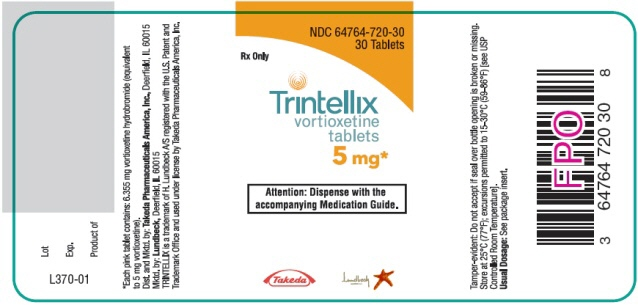 Lot
Exp.
Product of
L370-01
*Each pink tablet contains: 6.355 mg vortioxetine hydrobromide (equivalent
to 5 mg vortioxetine).
Dist. and Mktd. by: Takeda Pharmaceuticals America, Inc., Deerfield, IL 60015
Mktd. by: Lundbeck, Deerfield, IL 60015
TRINTELLIX is a trademark of H. Lundbeck A/S registered with the U.S. Patent and
Trademark Office and used under license by Takeda Pharmaceuticals America, Inc.
NDC 64764-720-30
30 Tablets
Rx Only
Trintellix
vortioxetine
tablets
5 mg*
Attention: Dispense with the
accompanying Medication Guide.
Takeda
Lundbeck
Tamper-evident: Do not accept if seal over bottle opening is broken or missing.
Store at 25°C (77°F); excursions permitted to 15-30°C (59-86°F) [see USP
Controlled Room Temperature].
Usual Dosage: See package insert.
FPO
3 64764 720 30 8